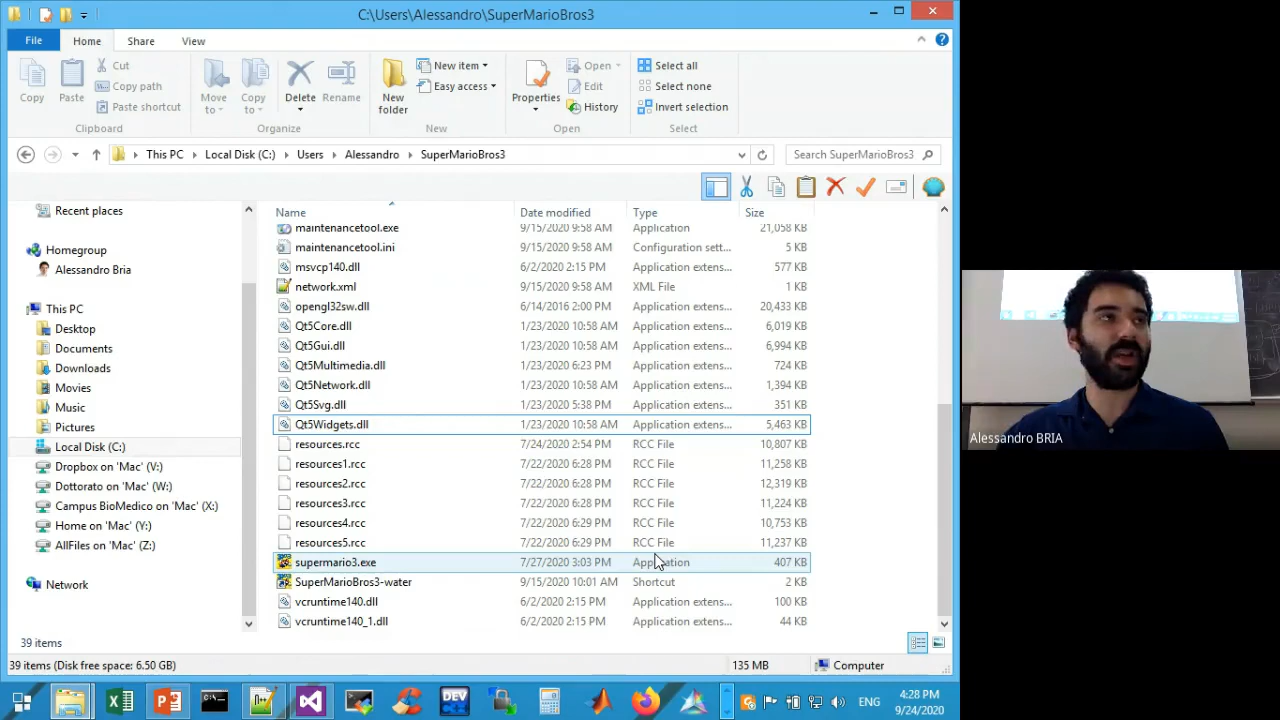 C:\Users\Alessandro\SuperMarioBros3
File Home Share View
Copy
Paste
Cut
Copy path
Paste shortcut
Clipboard
Move to
Copy to
Delete
Rename
Organize
New folder
New item
Easy access
New
Properties
Open
Edit
History
Open
Select all
Select none
Invert selection
Select
This PC Local Disk (C:) Users Alessandro SuperMarioBros3
Search SuperMarioBros3
Recent places
Homegroup
Alessandro Bria
This PC
Desktop
Documents
Downloads
Movies
Music
Pictures
Local Disk (C:)
Dropbox on 'Mac' (V:)
Dottorato on 'Mac' (W:)
Campus BioMedico on 'Mac' (X:)
Home on 'Mac' (Y:)
AllFiles on 'Mac' (Z:)
Network
Name Date modified Type Size
maintenancetool.exe 9/15/2020 9:58 AM Application 21,058 KB
maintenancetool.ini 9/15/2020 9:58 AM Configuration sett... 5 KB
msvcp140.dll 6/2/2020 2:15 PM Application extens... 577 KB
network.xml 9/15/2020 9:58 AM XML File 1 KB
opengl32sw.dll 6/14/2016 2:00 PM Application extens... 20,433 KB
Qt5Core.dll 1/23/2020 10:58 AM Application extens... 6,019 KB
Qt5Gui.dll 1/23/2020 10:58 AM Application extens... 6,994 KB
Qt5Multimedia.dll 1/23/2020 6:23 PM Application extens... 724 KB
Qt5Network.dll 1/23/2020 10:58 AM Application extens... 1,394 KB
Qt5Svg.dll 1/23/2020 5:38 PM Application extens... 351 KB
Qt5Widgets.dll 1/23/2020 10:58 AM Application extens... 5,463 KB
resources.rcc 7/24/2020 2:54 PM RCC File 10,807 KB
resources1.rcc 7/22/2020 6:28 PM RCC File 11,258 KB
resources2.rcc 7/22/2020 6:28 PM RCC File 12,319 KB
resources3.rcc 7/22/2020 6:28 PM RCC File 11,224 KB
resources4.rcc 7/22/2020 6:29 PM RCC File 10,753 KB
resources5.rcc 7/22/2020 6:29 PM RCC File 11,237 KB
supermario3.exe 7/27/2020 3:03 PM Application 407 KB
SuperMarioBros3-water 9/15/2020 10:01 AM Shortcut 2 KB
vcruntime140.dll 6/2/2020 2:15 PM Application extens... 100 KB
vcruntime140_1.dll 6/2/2020 2:15 PM Application extens... 44 KB
39 items
39 items (Disk free space: 6.50 GB) 135 MB Computer
DEV
ENG
4:28 PM
9/24/2020
Alessandro BRIA